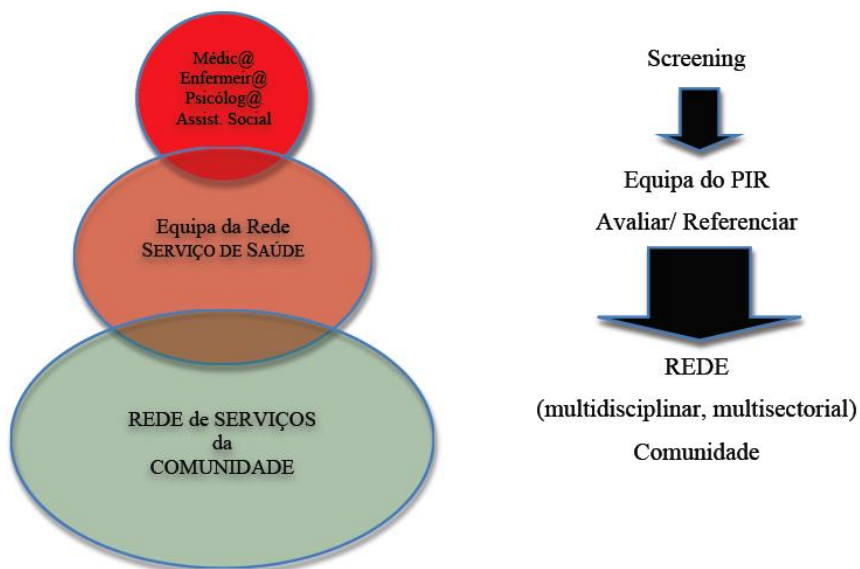 Médic@
Enfermeir@
Psicólog@
Assist. Social
Equipa da Rede
SERVIÇO DE SAÚDE
REDE de SERVIÇOS
da
COMUNIDADE
Screening
Equipa do PIR
Avaliar/ Referenciar
REDE
(multidisciplinar, multisectorial)
Comunidade